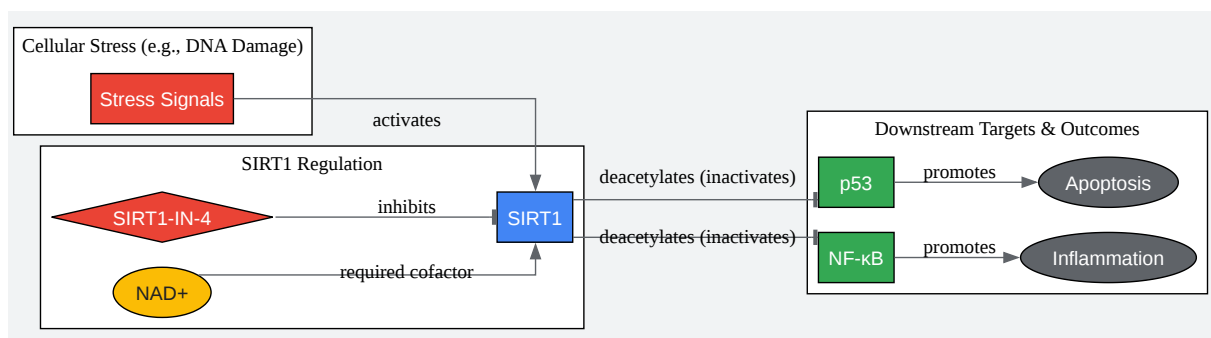 Cellular Stress (e.g., DNA Damage)
Stress Signals
activates
SIRT1 Regulation
SIRT1-IN-4
inhibits
SIRT1
NAD+
required cofactor
deacetylates (inactivates)
deacetylates (inactivates)
Downstream Targets & Outcomes
p53
promotes
Apoptosis
NF-κB
promotes
Inflammation